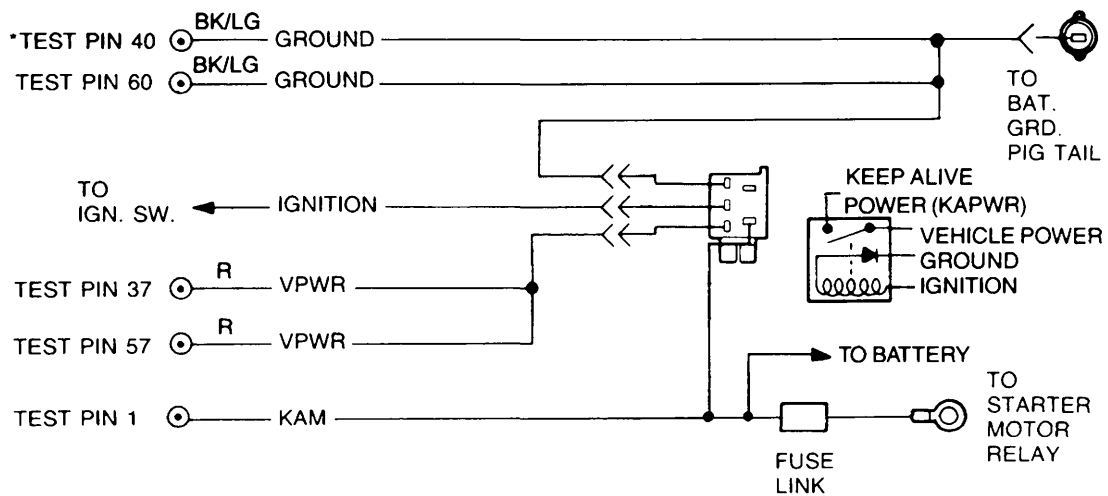 *TEST PIN 40 BK/LG GROUND
TEST PIN 60 BK/LG GROUND
TO
BAT.
GRD.
PIG TAIL
TO
IGN. SW.
IGNITION
KEEP ALIVE
POWER (KAPWR)
VEHICLE POWER
GROUND
IGNITION
TEST PIN 37 R VPWR
TEST PIN 57 R VPWR
TO BATTERY
TEST PIN 1 KAM
FUSE
LINK
TO
STARTER
MOTOR
RELAY